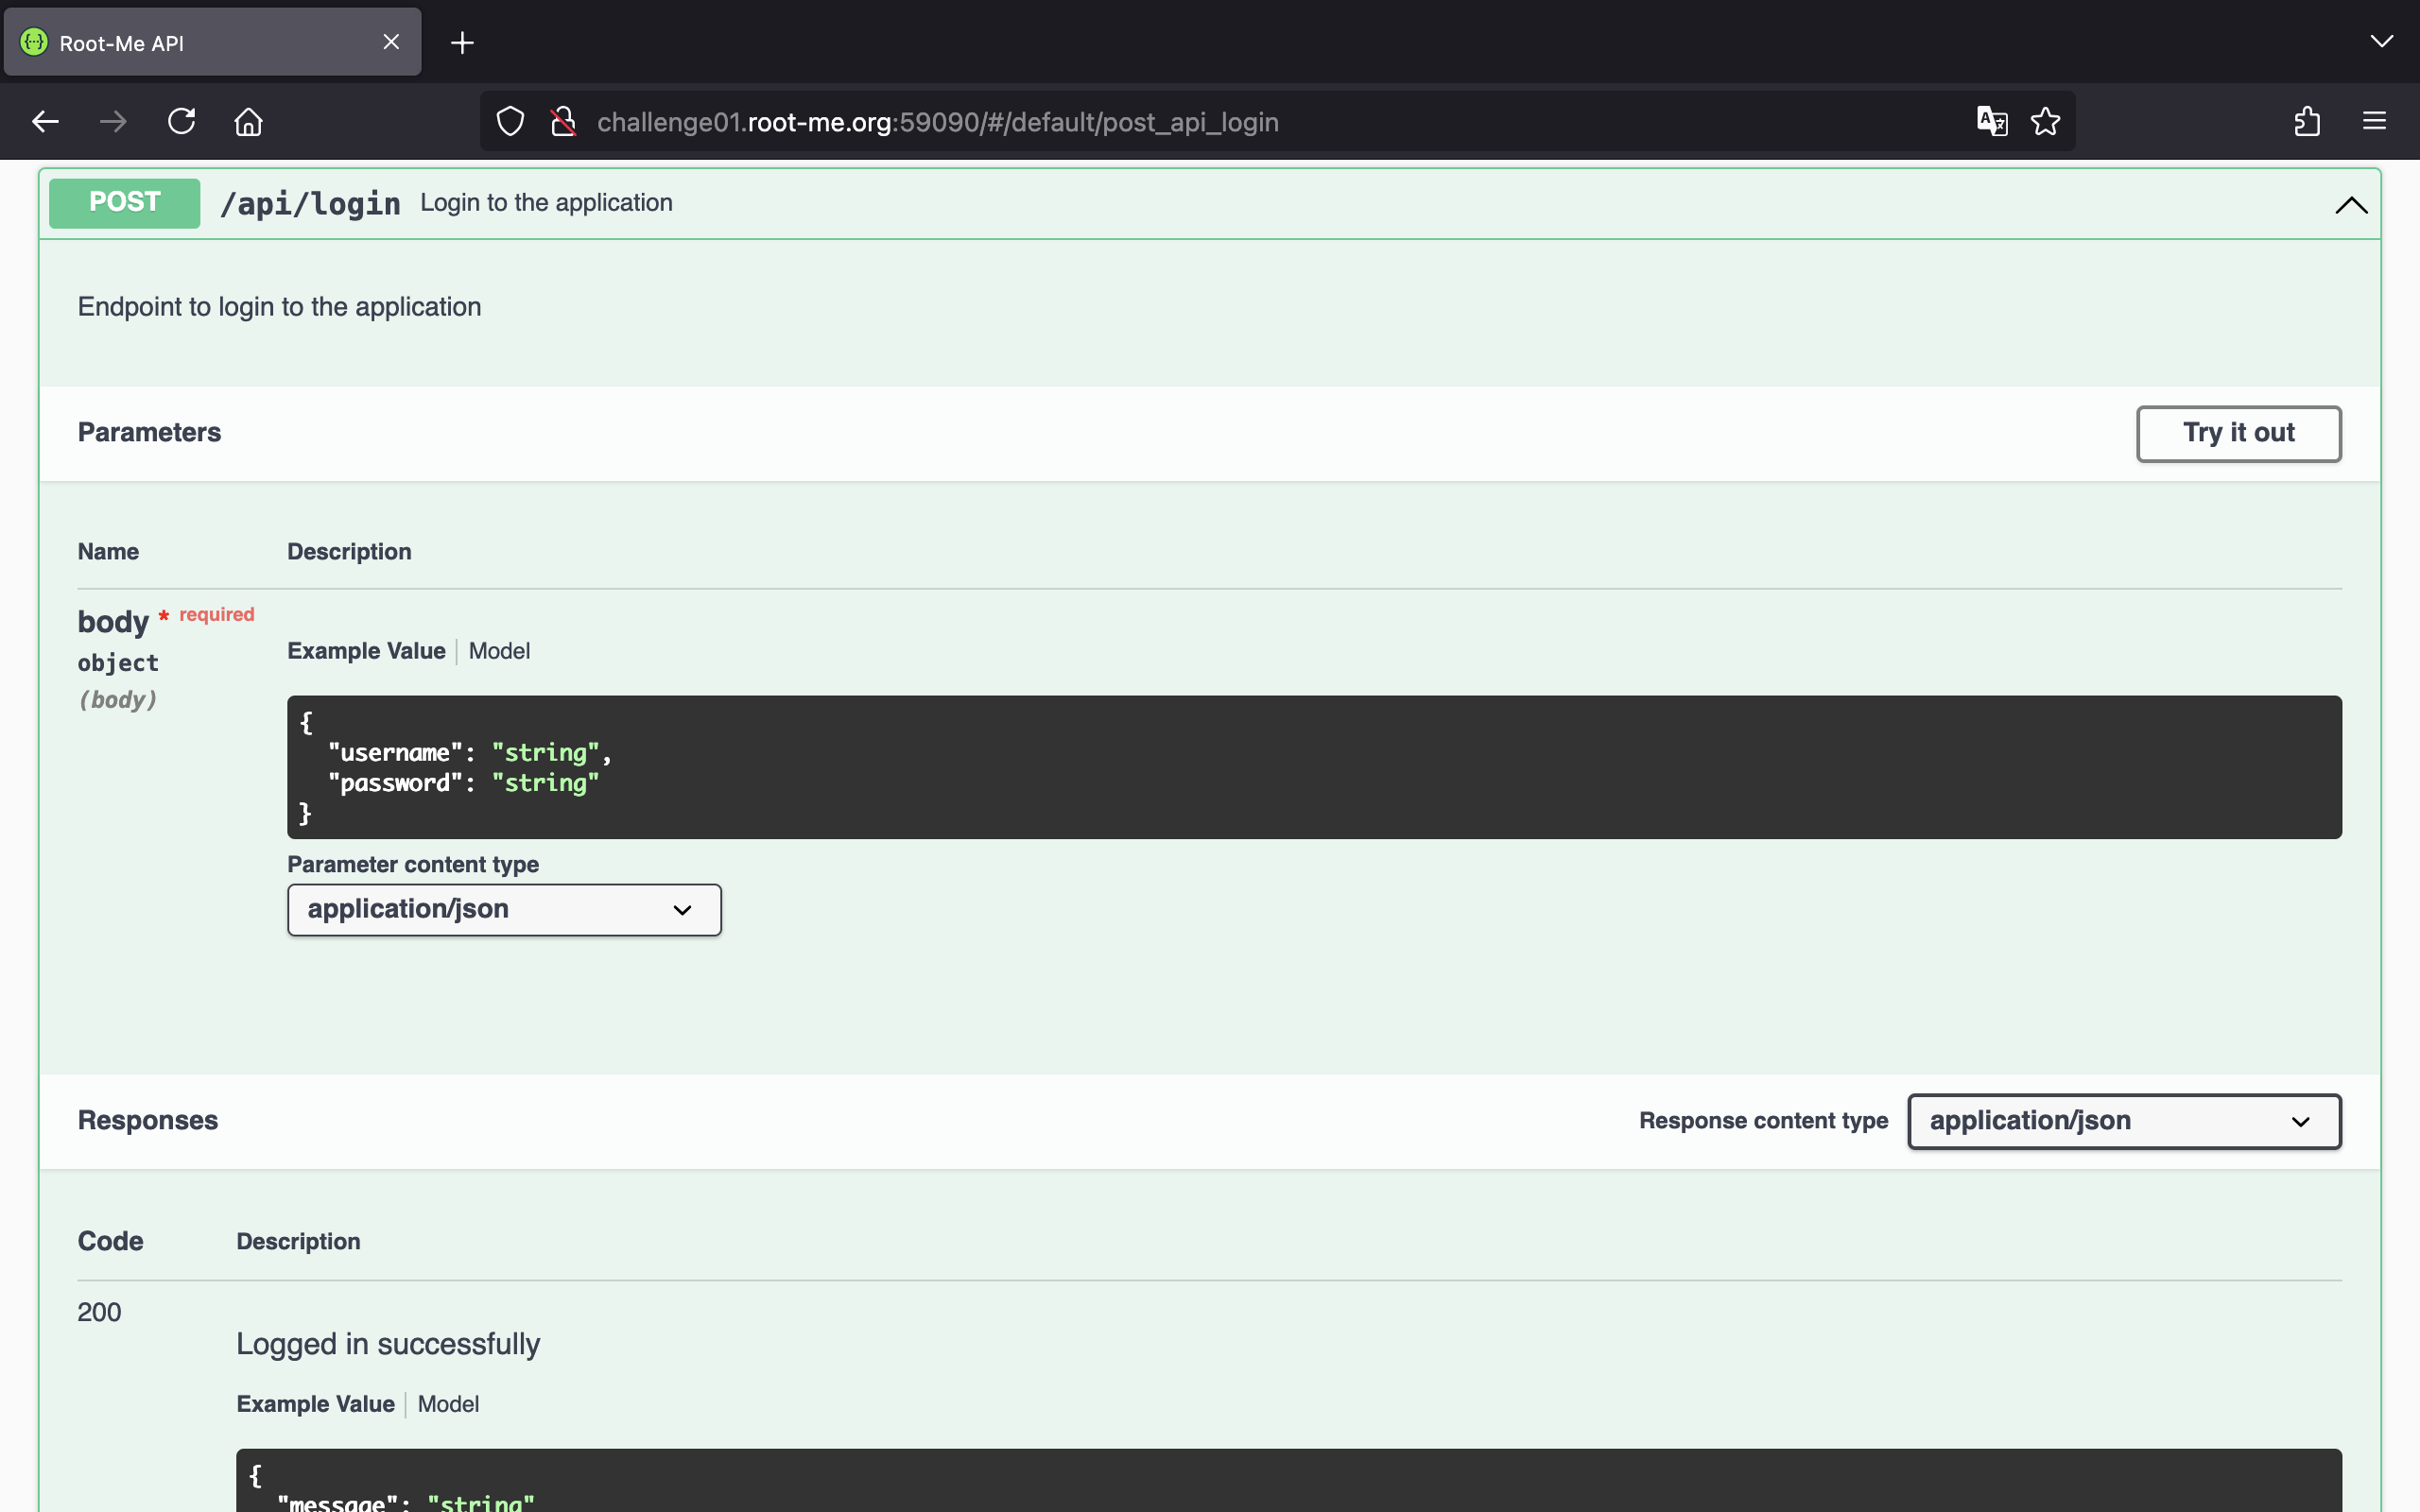 Root-Me API
challenge01.root-me.org:59090/#/default/post_api_login
POST /api/login Login to the application
Endpoint to login to the application
Parameters
Try it out
Name Description
body * required
object
(body)
Example Value Model
{
"username": "string",
"password": "string"
}
Parameter content type
application/json
Responses
Response content type application/json
Code Description
200
Logged in successfully
Example Value Model
{
"message": "string"